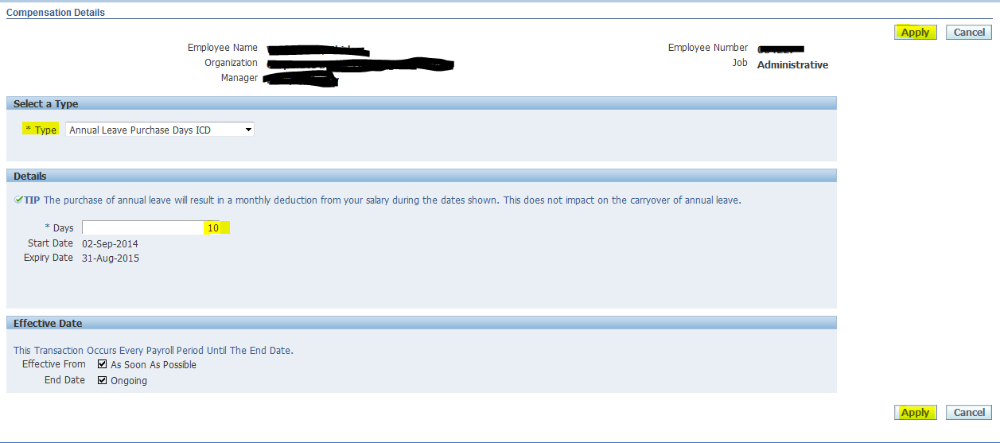 Compensation Details
Apply Cancel
Employee Name Employee Number
Organization Job Administrative
Manager
Select a Type
* Type Annual Leave Purchase Days ICD
Details
TIP The purchase of annual leave will result in a monthly deduction from your salary during the dates shown. This does not impact on the carryover of annual leave.
* Days 10
Start Date 02-Sep-2014
Expiry Date 31-Aug-2015
Effective Date
This Transaction Occurs Every Payroll Period Until The End Date.
Effective From As Soon As Possible
End Date Ongoing
Apply Cancel